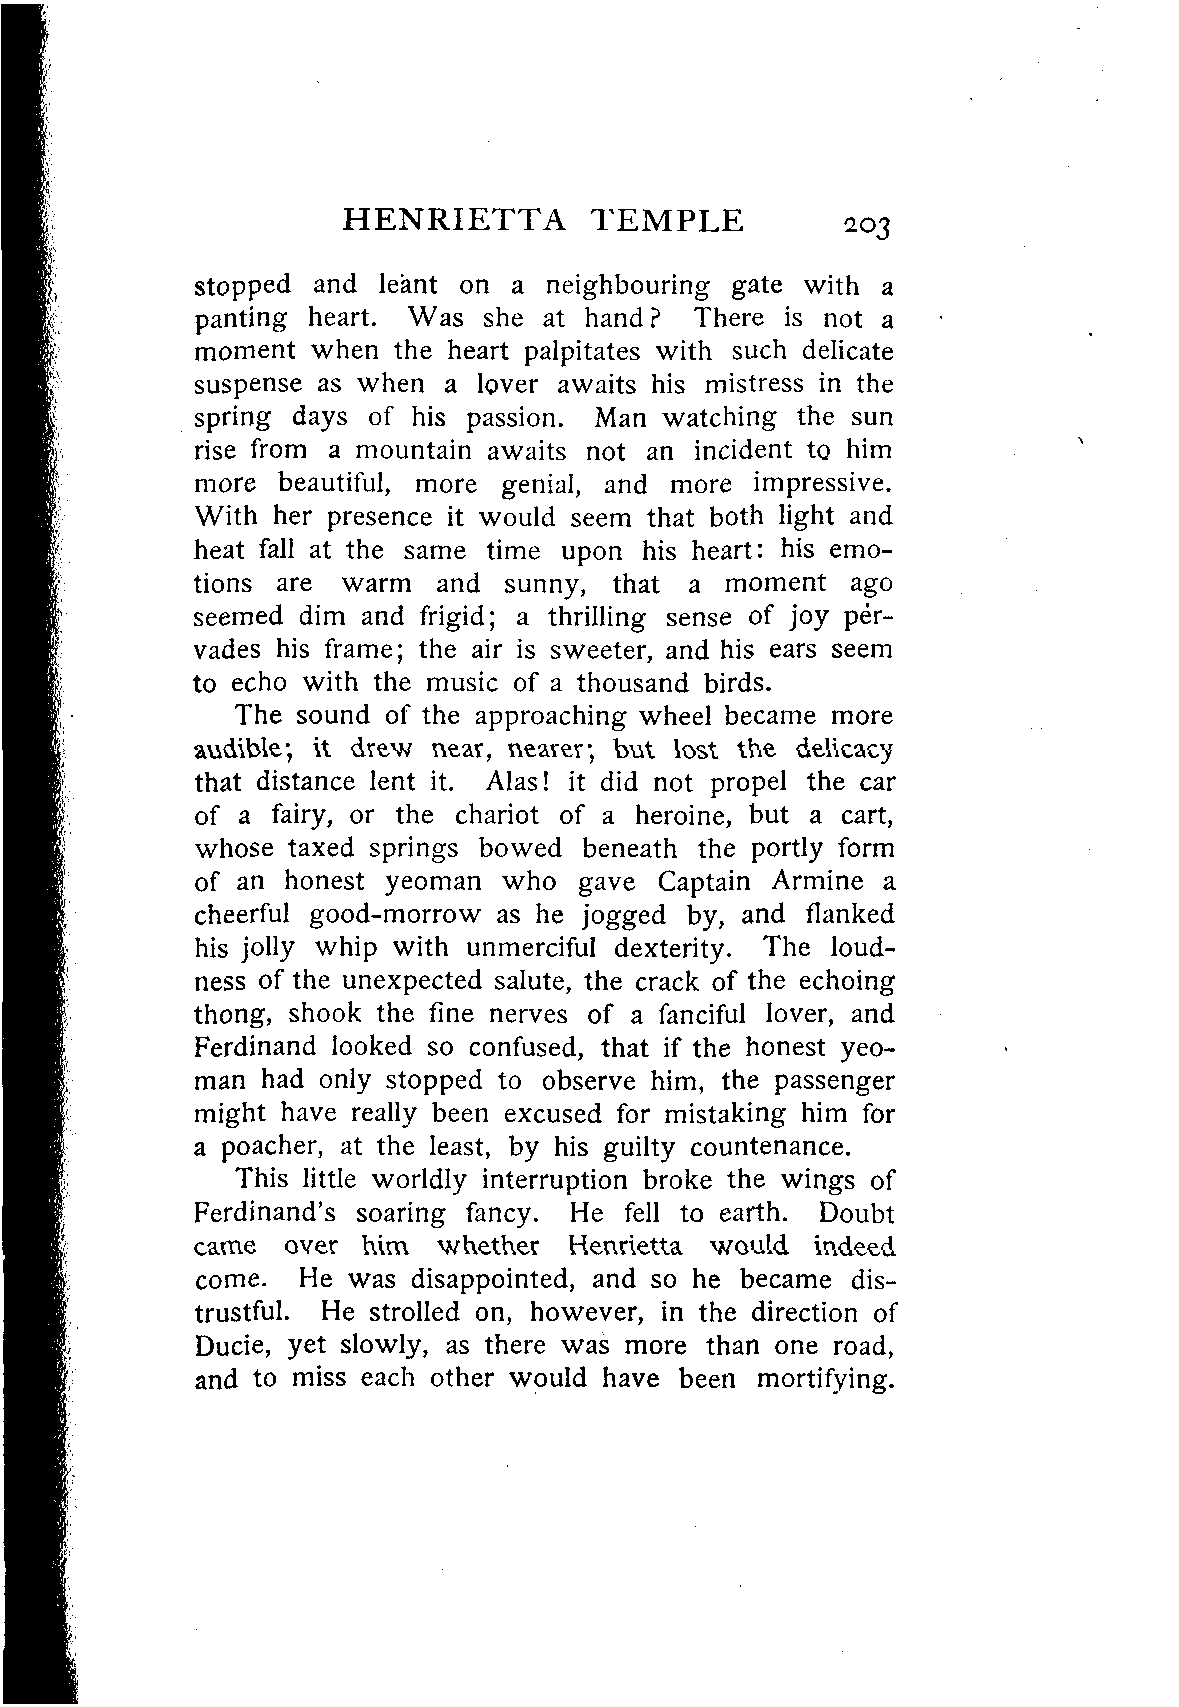 HENRIETTA TEMPLE 203
stopped and leant on a neighbouring gate with a
panting heart. Was she at hand? There is not a
moment when the heart palpitates with such delicate
suspense as when a lover awaits his mistress in the
spring days of his passion. Man watching the sun
rise from a mountain awaits not an incident to him
more beautiful, more genial, and more impressive.
With her presence it would seem that both light and
heat fall at the same time upon his heart: his emo-
tions are warm and sunny, that a moment ago
seemed dim and frigid; a thrilling sense of joy per-
vades his frame; the air is sweeter, and his ears seem
to echo with the music of a thousand birds.
The sound of the approaching wheel became more
audible; it drew near, nearer; but lost the delicacy
that distance lent it. Alas! it did not propel the car
of a fairy, or the chariot of a heroine, but a cart,
whose taxed springs bowed beneath the portly form
of an honest yeoman who gave Captain Armine a
cheerful good-morrow as he jogged by, and flanked
his jolly whip with unmerciful dexterity. The loud-
ness of the unexpected salute, the crack of the echoing
thong, shook the fine nerves of a fanciful lover, and
Ferdinand looked so confused, that if the honest yeo-
man had only stopped to observe him, the passenger
might have really been excused for mistaking him for
a poacher, at the least, by his guilty countenance.
This little worldly interruption broke the wings of
Ferdinand's soaring fancy. He fell to earth. Doubt
came over him whether Henrietta would indeed
come. He was disappointed, and so he became dis-
trustful. He strolled on, however, in the direction of
Ducie, yet slowly, as there was more than one road,
and to miss each other would have been mortifying.